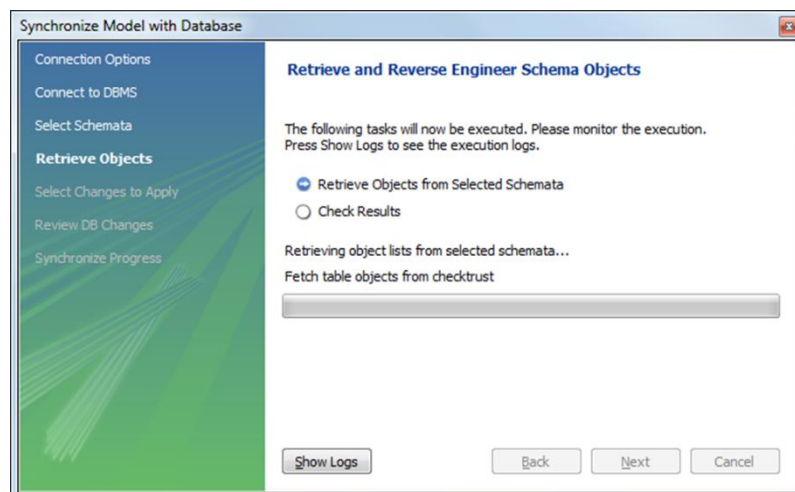 Synchronize Model with Database
Connection Options
Connect to DBMS
Select Schemata
Retrieve Objects
Select Changes to Apply
Review DB Changes
Synchronize Progress
Retrieve and Reverse Engineer Schema Objects
The following tasks will now be executed. Please monitor the execution.
Press Show Logs to see the execution logs.
Retrieve Objects from Selected Schemata
Check Results
Retrieving object lists from selected schemata...
Fetch table objects from checktrust
Show Logs
Back
Next
Cancel